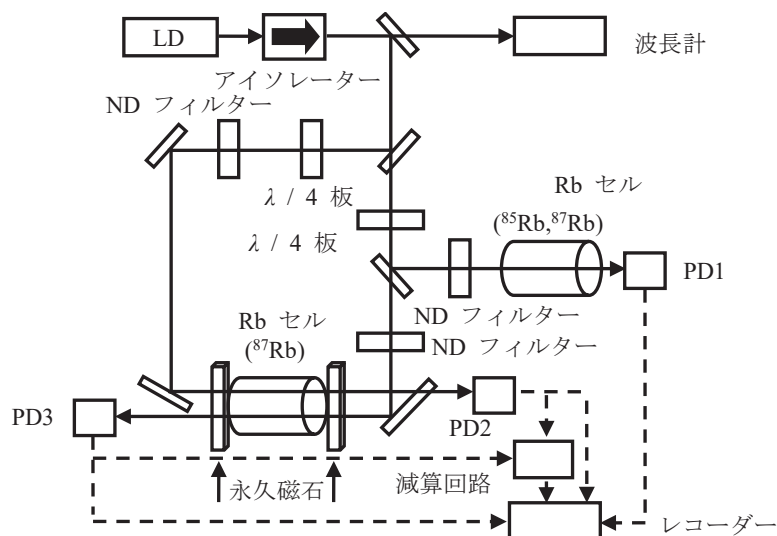 LD
波長計
アイソレーター
ND フィルター
λ / 4 板
λ / 4 板
Rb セル
(⁸⁵Rb,⁸⁷Rb)
PD1
ND フィルター
ND フィルター
Rb セル
(⁸⁷Rb)
PD3
PD2
永久磁石
減算回路
レコーダー